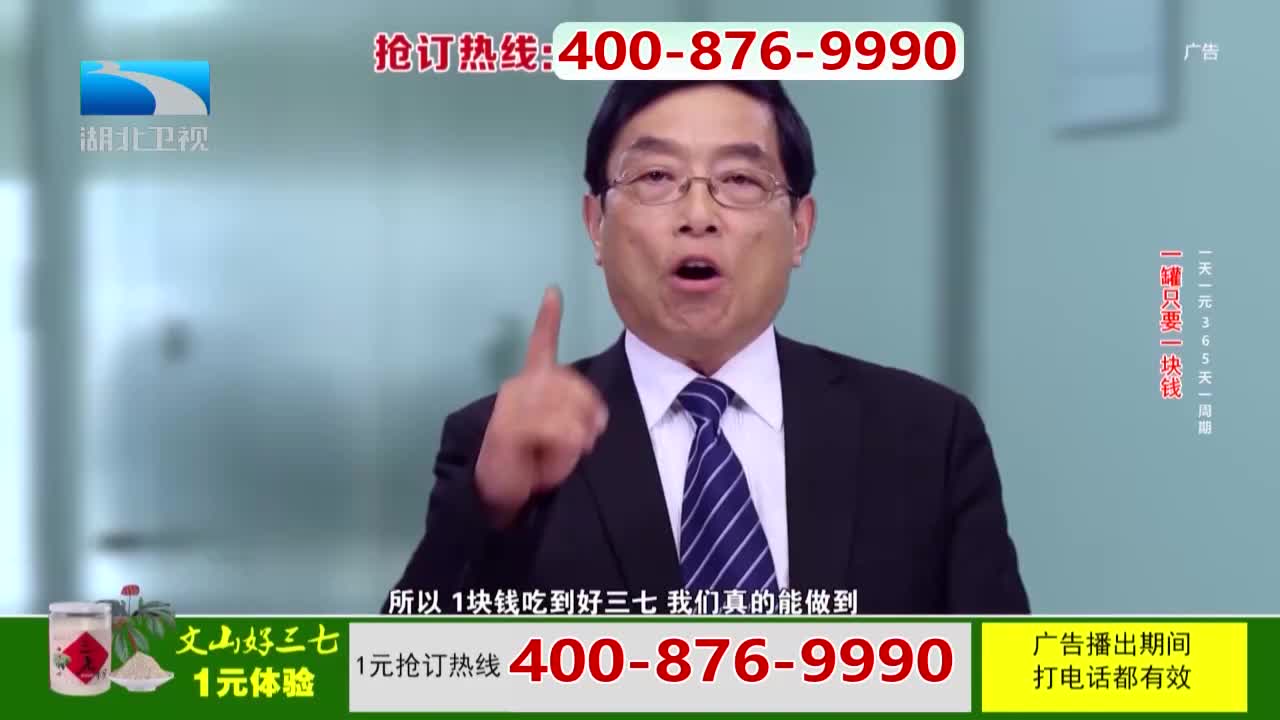 抢订热线:400-876-9990
广告
湖北卫视
一罐只要一块钱
一天一元 365天一周期
所以 1块钱吃到好三七 我们真的能做到
文山好三七
1元体验
1元抢订热线 400-876-9990
广告播出期间
打电话都有效